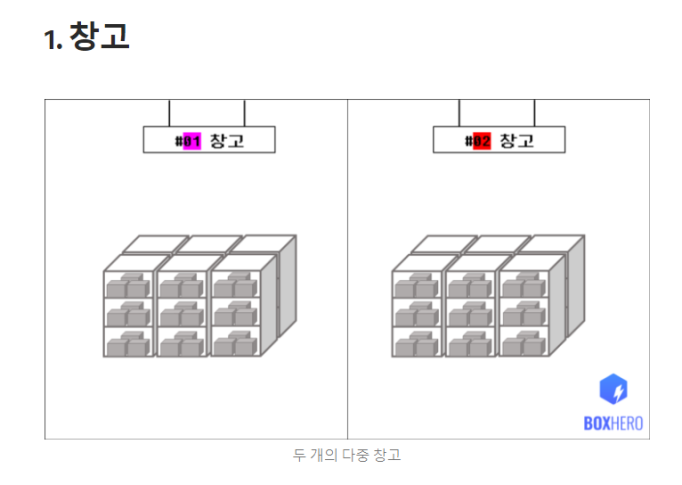 1. 창고
#01 창고
#02 창고
BOXHERO
두 개의 다중 창고